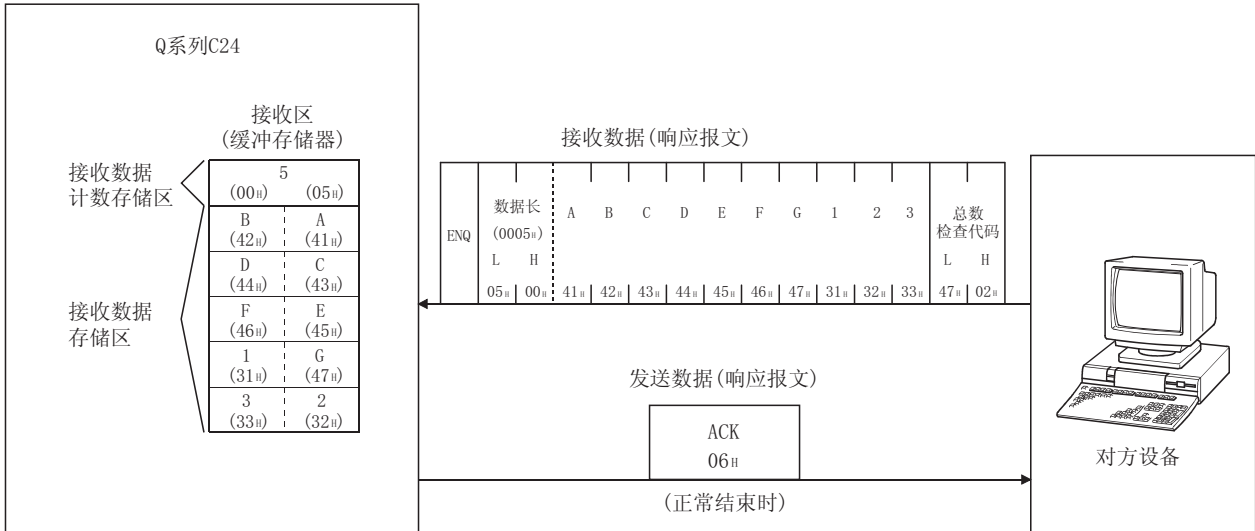 Q系列C24
接收区
(缓冲存储器)
接收数据
计数存储区
5
(00H) (05H)
B A
(42H) (41H)
D C
(44H) (43H)
F E
(46H) (45H)
1 G
(31H) (47H)
3 2
(33H) (32H)
接收数据
存储区
接收数据(响应报文)
ENQ
数据长
(0005H)
L H
05H 00H
A B C D E F G 1 2 3
41H 42H 43H 44H 45H 46H 47H 31H 32H 33H
总数
检查代码
L H
47H 02H
发送数据(响应报文)
ACK
06H
(正常结束时)
对方设备